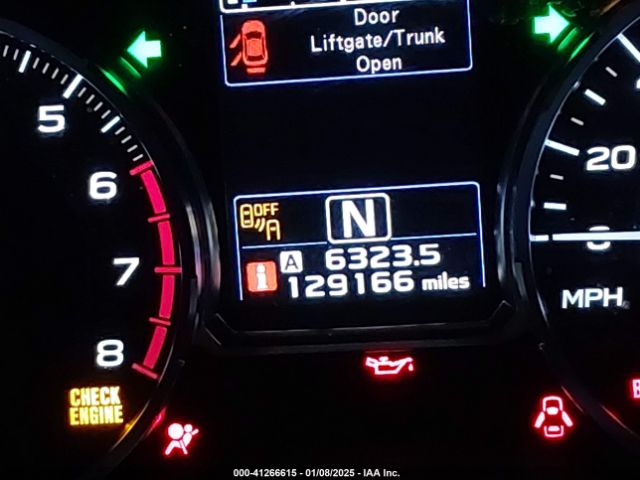 Door
Liftgate/Trunk
Open
5
6
7
8
20
OFF
N
A 6323.5
i 129166 miles
MPH
CHECK
ENGINE
000-41266615 - 01/08/2025 - IAA Inc.